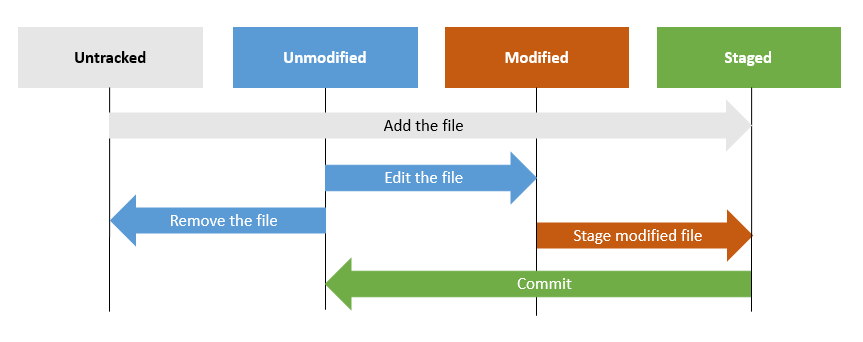 Untracked
Unmodified
Modified
Staged
Add the file
Edit the file
Remove the file
Stage modified file
Commit